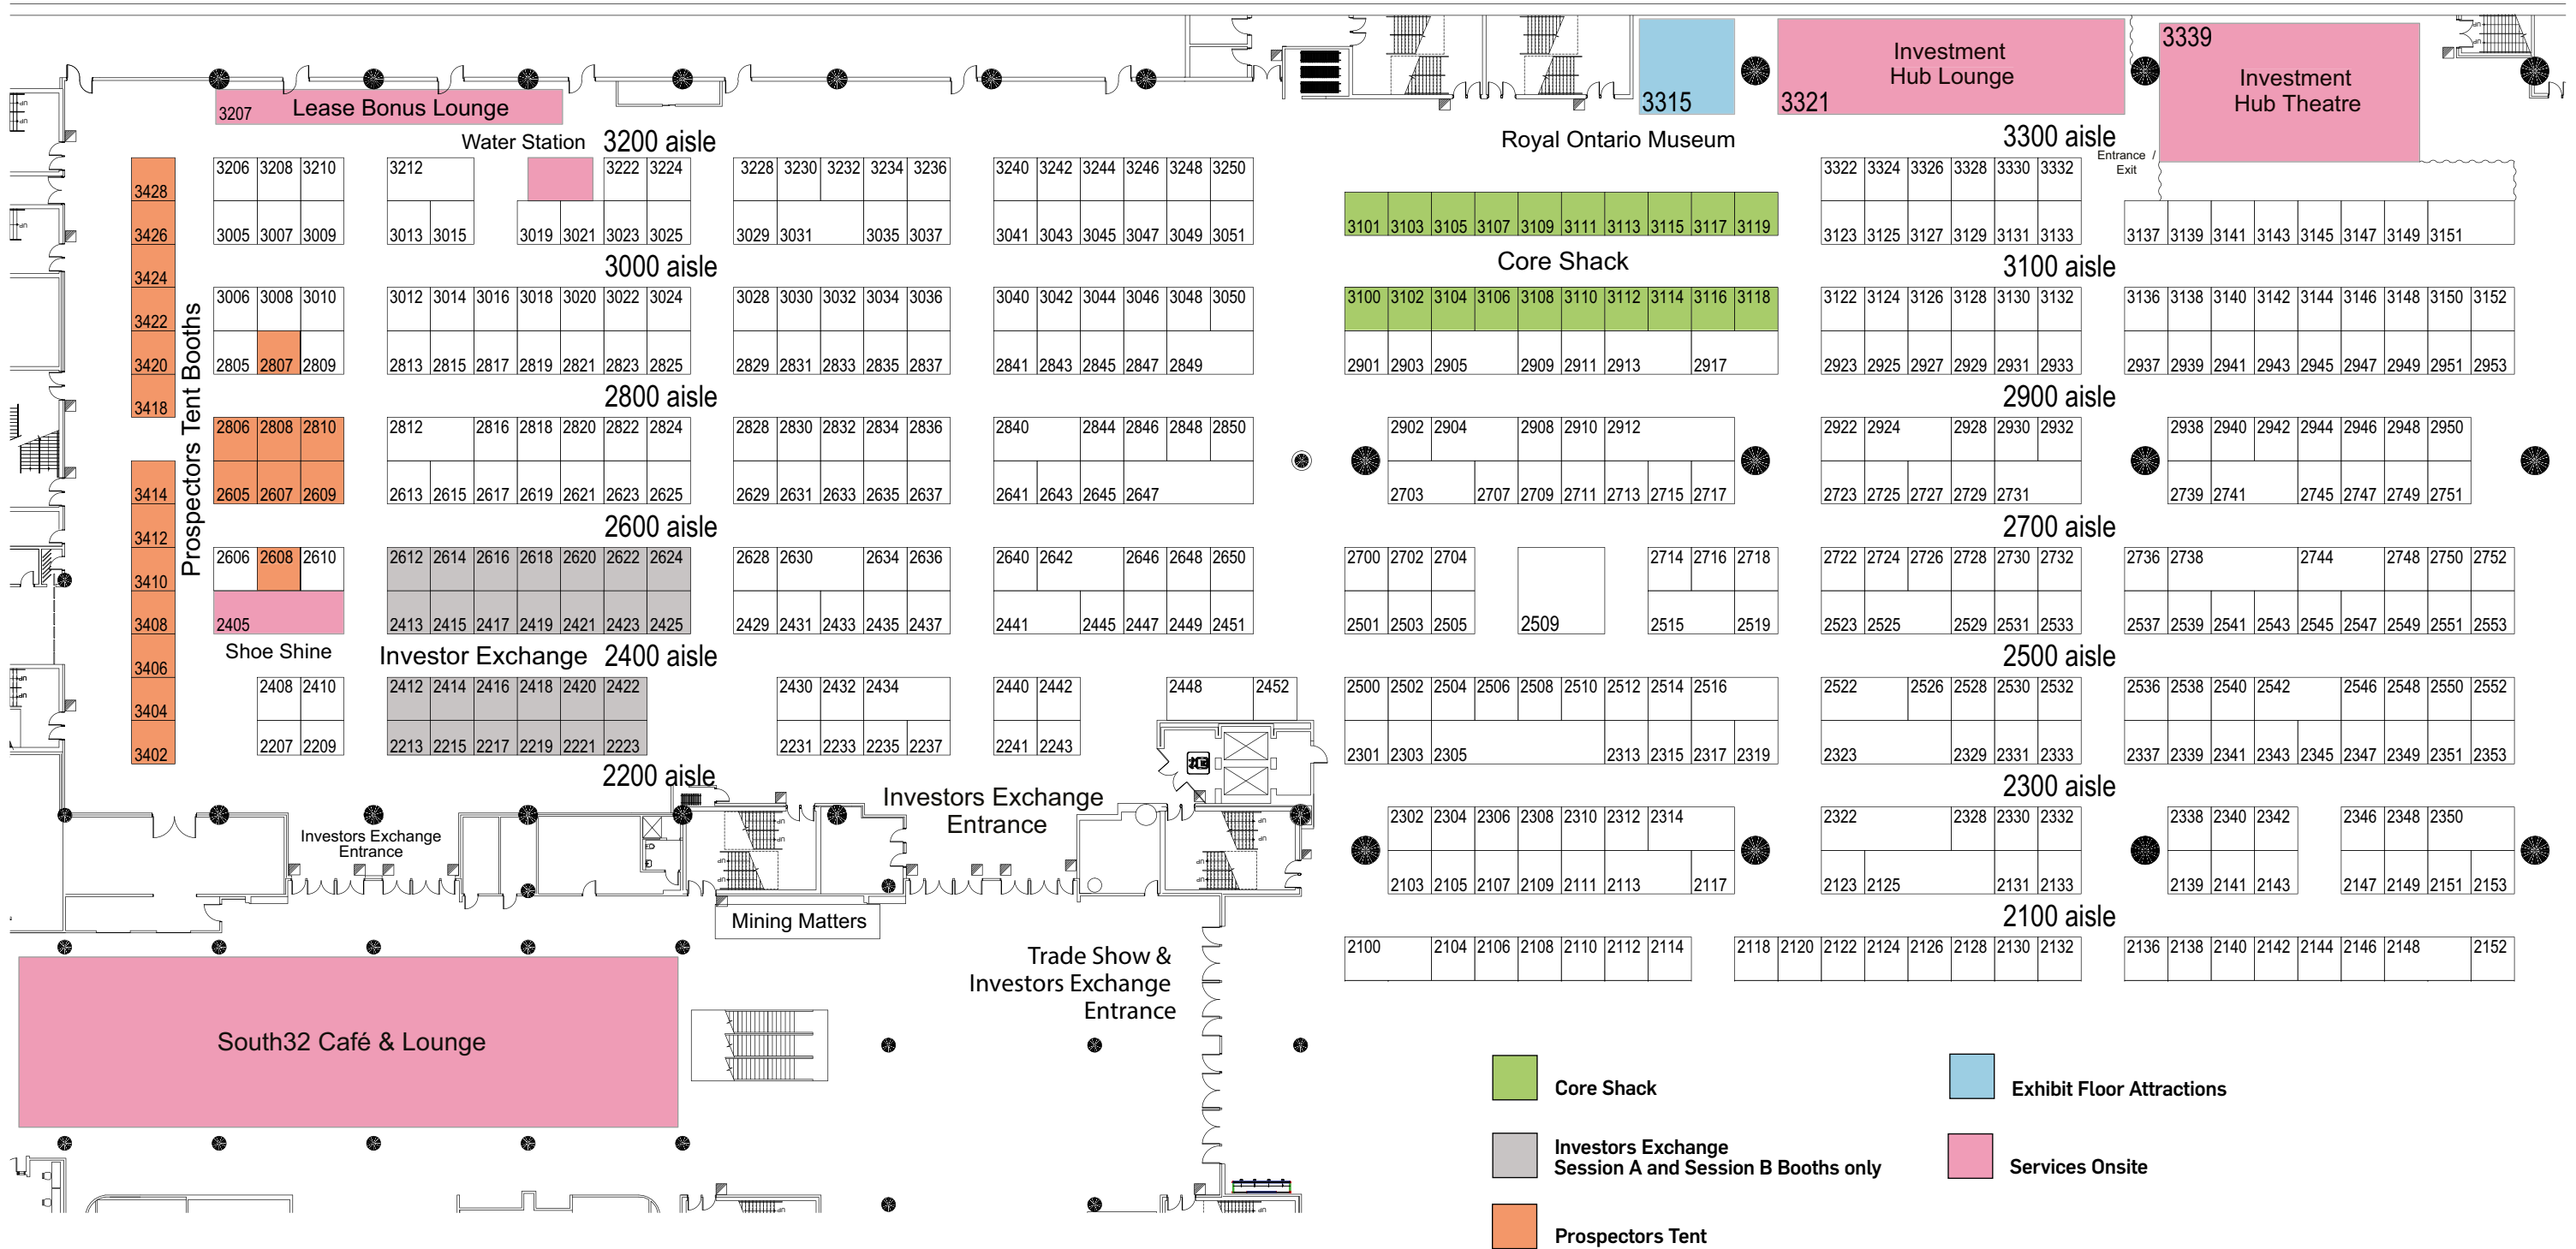 3339
Investment
Hub Lounge
Investment
Hub Theatre
3315
3321
3207
Lease Bonus Lounge
Water Station
3200 aisle
Royal Ontario Museum
3300 aisle
Entrance /
Exit
3428
3206 3208 3210 3212 3222 3224 3228 3230 3232 3234 3236 3240 3242 3244 3246 3248 3250 3322 3324 3326 3328 3330 3332
3426
3005 3007 3009 3013 3015 3019 3021 3023 3025 3029 3031 3035 3037 3041 3043 3045 3047 3049 3051 3101 3103 3105 3107 3109 3111 3113 3115 3117 3119 3123 3125 3127 3129 3131 3133 3137 3139 3141 3143 3145 3147 3149 3151
3424
3000 aisle
Core Shack
3100 aisle
3422
3006 3008 3010 3012 3014 3016 3018 3020 3022 3024 3028 3030 3032 3034 3036 3040 3042 3044 3046 3048 3050 3100 3102 3104 3106 3108 3110 3112 3114 3116 3118 3122 3124 3126 3128 3130 3132 3136 3138 3140 3142 3144 3146 3148 3150 3152
3420
2805 2807 2809 2813 2815 2817 2819 2821 2823 2825 2829 2831 2833 2835 2837 2841 2843 2845 2847 2849 2901 2903 2905 2909 2911 2913 2917 2923 2925 2927 2929 2931 2933 2937 2939 2941 2943 2945 2947 2949 2951 2953
3418
Prospectors Tent Booths
2800 aisle
2900 aisle
2806 2808 2810 2812 2816 2818 2820 2822 2824 2828 2830 2832 2834 2836 2840 2844 2846 2848 2850 2902 2904 2908 2910 2912 2922 2924 2928 2930 2932 2938 2940 2942 2944 2946 2948 2950
3414
2605 2607 2609 2613 2615 2617 2619 2621 2623 2625 2629 2631 2633 2635 2637 2641 2643 2645 2647 2703 2707 2709 2711 2713 2715 2717 2723 2725 2727 2729 2731 2739 2741 2745 2747 2749 2751
3412
2600 aisle
2700 aisle
3410
2606 2608 2610 2612 2614 2616 2618 2620 2622 2624 2628 2630 2634 2636 2640 2642 2646 2648 2650 2700 2702 2704 2714 2716 2718 2722 2724 2726 2728 2730 2732 2736 2738 2744 2748 2750 2752
3408
2405 2413 2415 2417 2419 2421 2423 2425 2429 2431 2433 2435 2437 2441 2445 2447 2449 2451 2501 2503 2505 2509 2515 2519 2523 2525 2529 2531 2533 2537 2539 2541 2543 2545 2547 2549 2551 2553
3406
Shoe Shine
Investor Exchange
2400 aisle
2500 aisle
3404
2408 2410 2412 2414 2416 2418 2420 2422 2430 2432 2434 2440 2442 2448 2452 2500 2502 2504 2506 2508 2510 2512 2514 2516 2522 2526 2528 2530 2532 2536 2538 2540 2542 2546 2548 2550 2552
3402
2207 2209 2213 2215 2217 2219 2221 2223 2231 2233 2235 2237 2241 2243 2301 2303 2305 2313 2315 2317 2319 2323 2329 2331 2333 2337 2339 2341 2343 2345 2347 2349 2351 2353
2200 aisle
2300 aisle
Investors Exchange
Entrance
Investors Exchange
Entrance
2302 2304 2306 2308 2310 2312 2314 2322 2328 2330 2332 2338 2340 2342 2346 2348 2350
2103 2105 2107 2109 2111 2113 2117 2123 2125 2131 2133 2139 2141 2143 2147 2149 2151 2153
Mining Matters
2100 aisle
Trade Show &
Investors Exchange
Entrance
2100 2104 2106 2108 2110 2112 2114 2118 2120 2122 2124 2126 2128 2130 2132 2136 2138 2140 2142 2144 2146 2148 2152
South32 Café & Lounge
Core Shack
Exhibit Floor Attractions
Investors Exchange
Session A and Session B Booths only
Services Onsite
Prospectors Tent